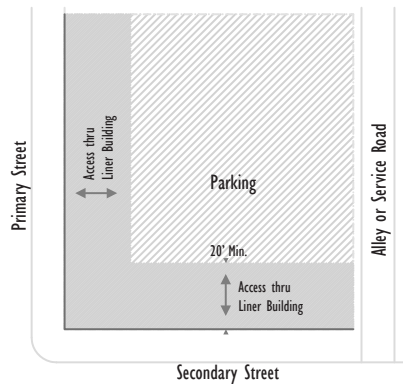 Primary Street
Access thru
Liner Building
Parking
Alley or Service Road
20' Min.
Access thru
Liner Building
Secondary Street